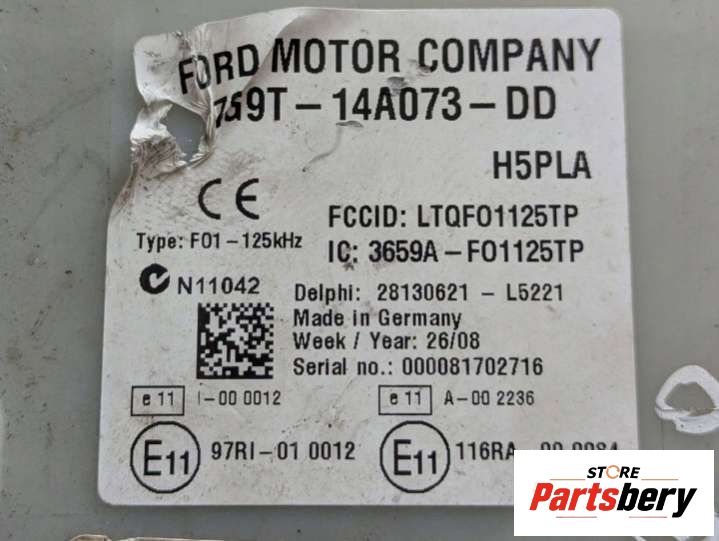 FORD MOTOR COMPANY
7S9T-14A073-DD
H5PLA
CE
FCCID: LTQFO1125TP
Type: F01-125kHz
IC: 3659A-FO1125TP
N11042
Delphi: 28130621 - L5221
Made in Germany
Week / Year: 26/08
Serial no.: 000081702716
e 11 I-00 0012
e 11 A-00 2236
E11 97RI-01 0012
E11 116RA
STORE
Partsbery